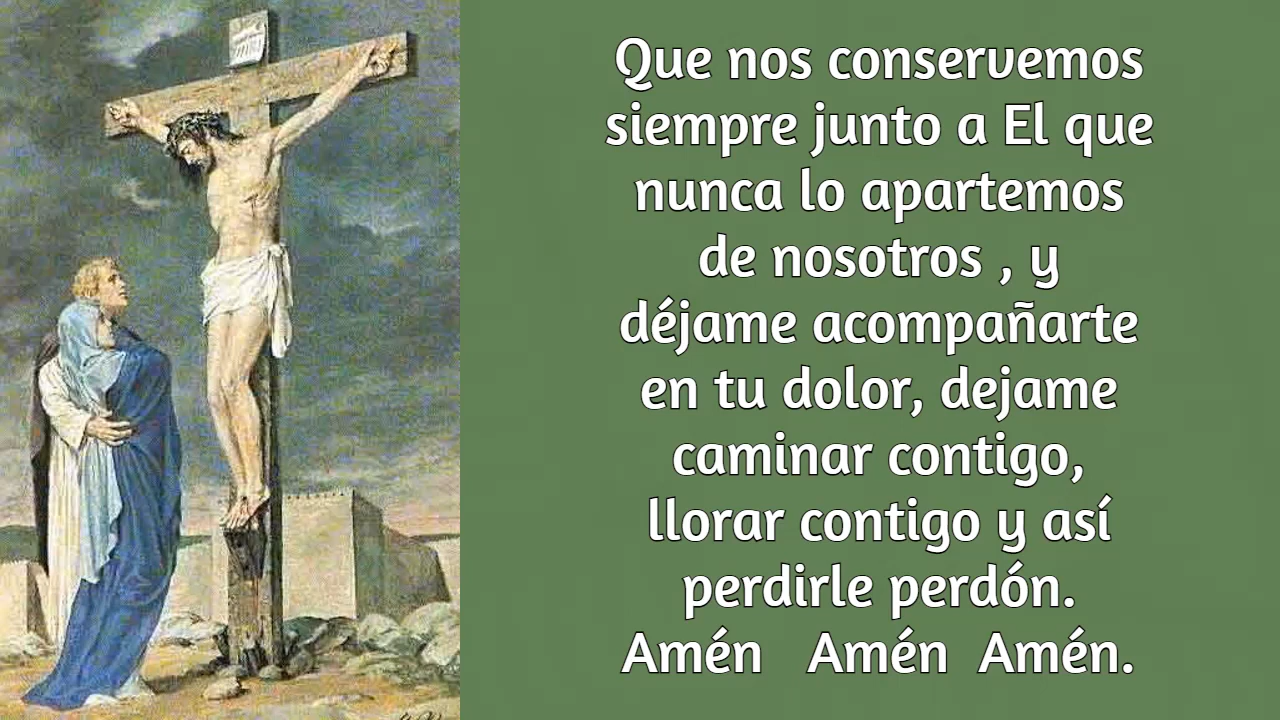 Que nos conservemos
siempre junto a El que
nunca lo apartemos
de nosotros , y
déjame acompañarte
en tu dolor, dejame
caminar contigo,
llorar contigo y así
perdirle perdón.
Amén   Amén  Amén.